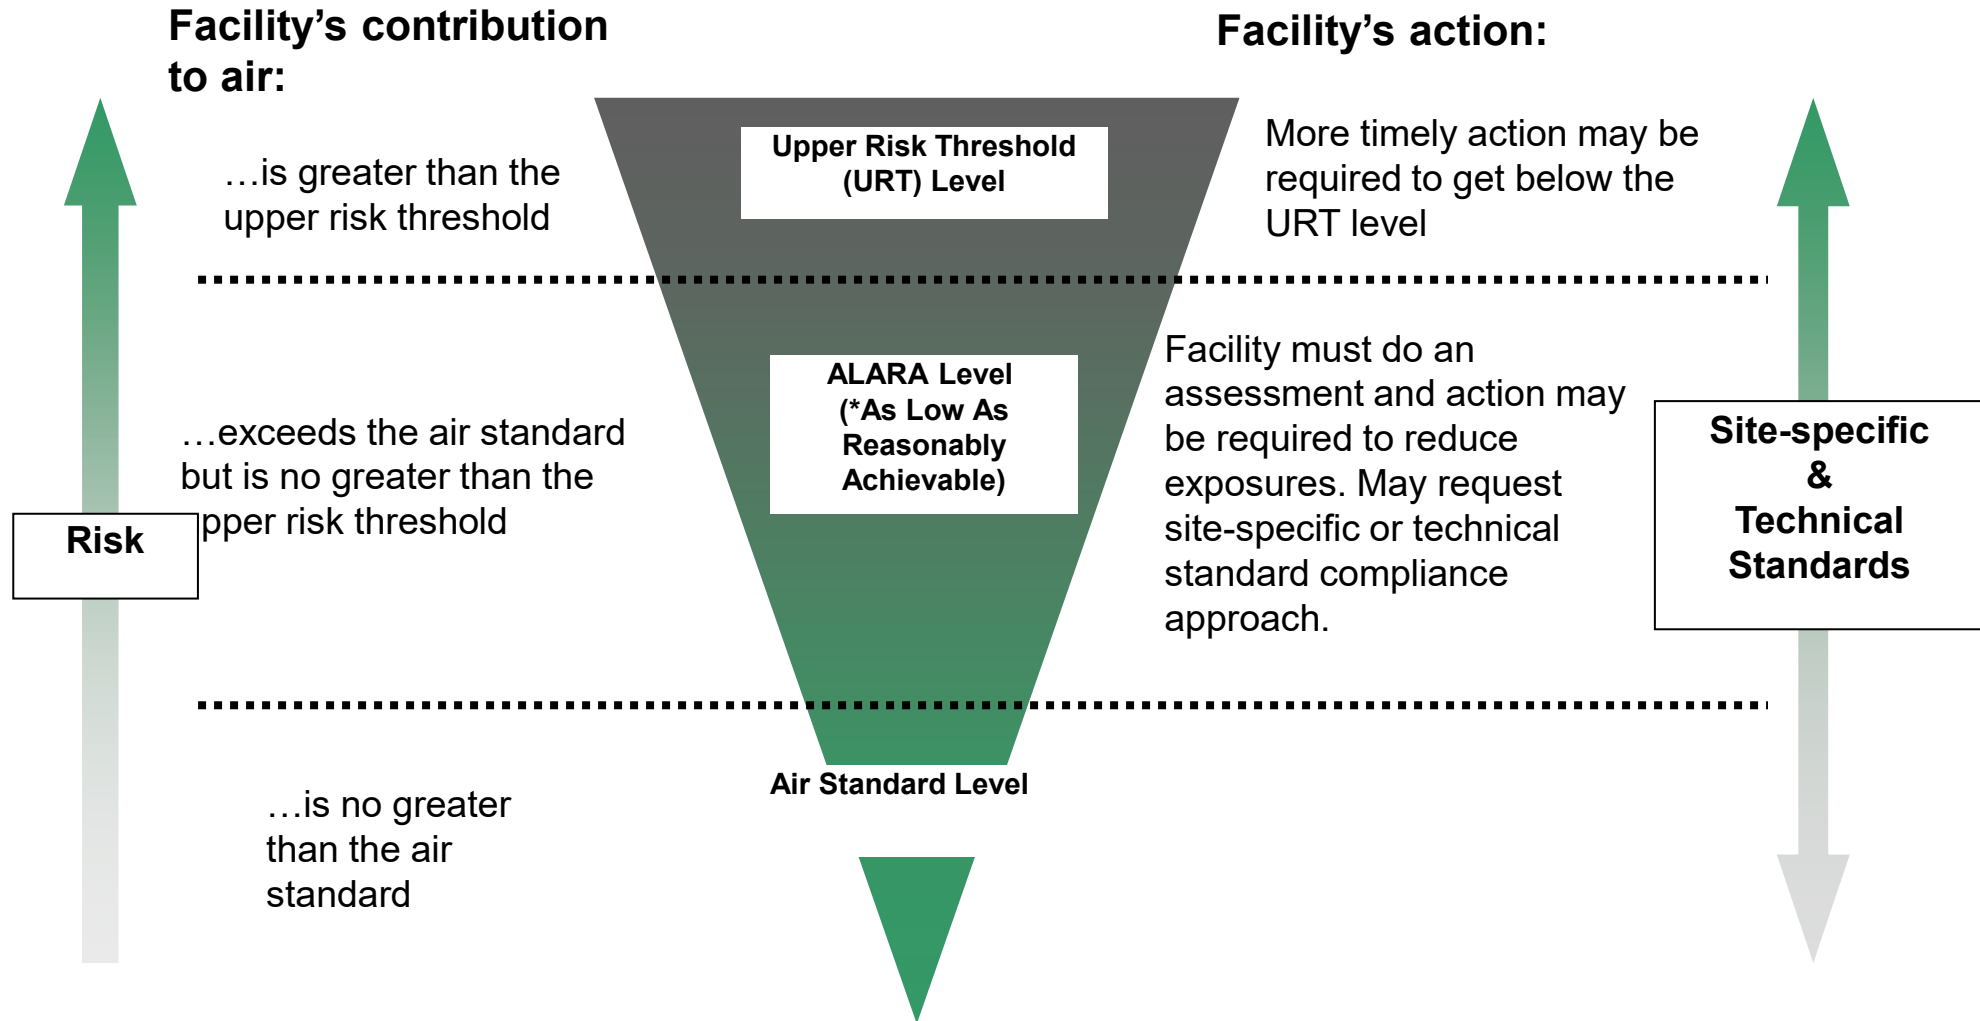 Facility’s contribution
to air:
Facility’s action:
…is greater than the
upper risk threshold
Upper Risk Threshold
(URT) Level
More timely action may be
required to get below the
URT level
…exceeds the air standard
but is no greater than the
pper risk threshold
ALARA Level
(*As Low As
Reasonably
Achievable)
Facility must do an
assessment and action may
be required to reduce
exposures. May request
site-specific or technical
standard compliance
approach.
Risk
Site-specific
&
Technical
Standards
Air Standard Level
…is no greater
than the air
standard